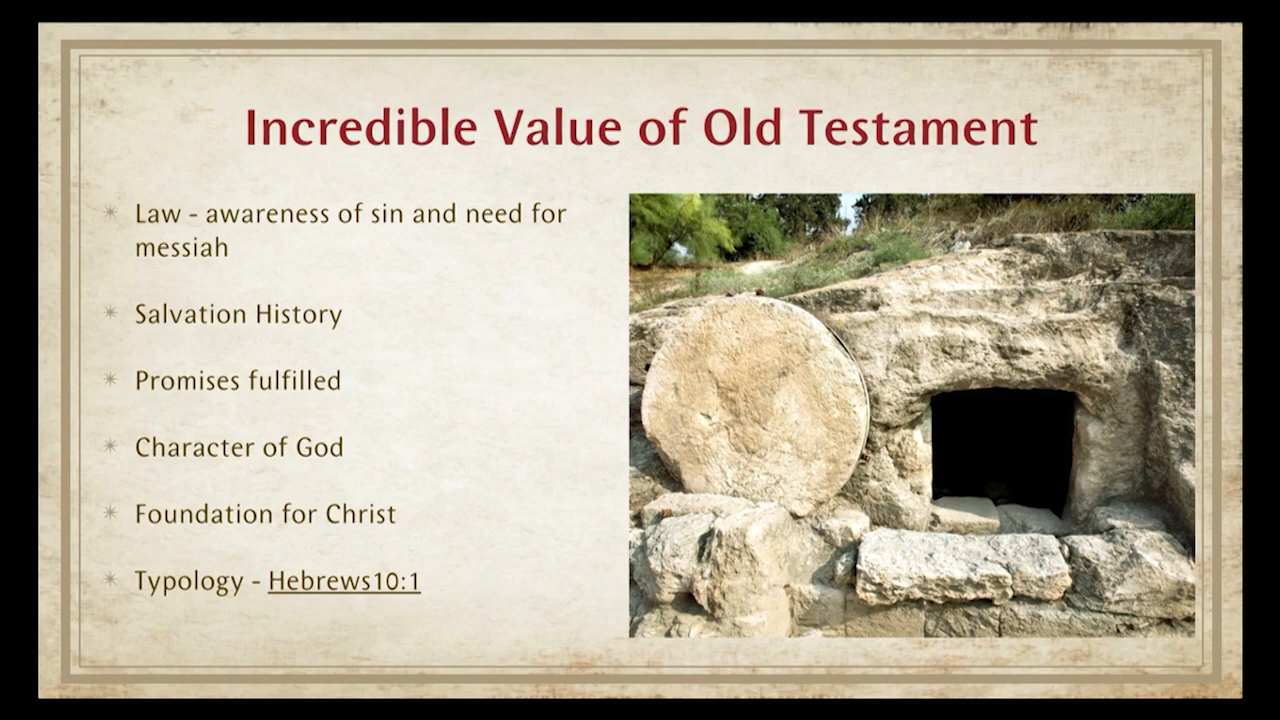 Incredible Value of Old Testament
Law - awareness of sin and need for
messiah
Salvation History
Promises fulfilled
Character of God
Foundation for Christ
Typology - Hebrews10:1